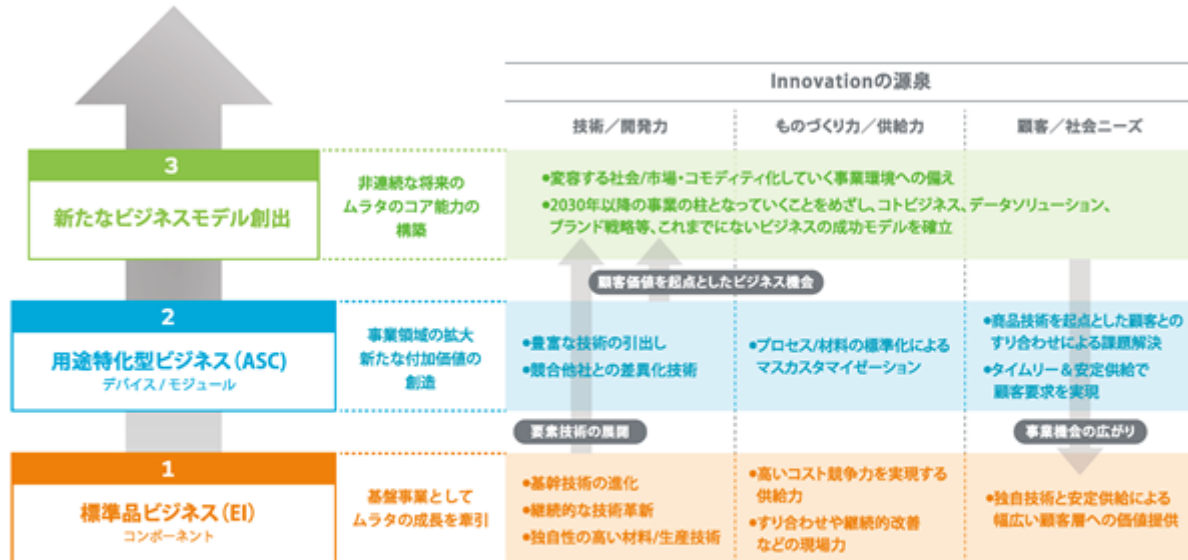 Innovationの源泉
技術／開発力
ものづくり力／供給力
顧客／社会ニーズ
3
新たなビジネスモデル創出
非連続な将来の
ムラタのコア能力の
構築
●変容する社会/市場・コモディティ化していく事業環境への備え
●2030年以降の事業の柱となっていくことをめざし、コトビジネス、データソリューション、
ブランド戦略等、これまでにないビジネスの成功モデルを確立
顧客価値を起点としたビジネス機会
2
用途特化型ビジネス（ASC）
デバイス / モジュール
事業領域の拡大
新たな付加価値の
創造
●豊富な技術の引出し
●競合他社との差異化技術
●プロセス/材料の標準化による
マスカスタマイゼーション
●商品技術を起点とした顧客との
すり合わせによる課題解決
●タイムリー＆安定供給で
顧客要求を実現
要素技術の展開
事業機会の広がり
1
標準品ビジネス（EI）
コンポーネント
基盤事業として
ムラタの成長を牽引
●基幹技術の進化
●継続的な技術革新
●独自性の高い材料/生産技術
●高いコスト競争力を実現する
供給力
●すり合わせや継続的改善
などの現場力
●独自技術と安定供給による
幅広い顧客層への価値提供